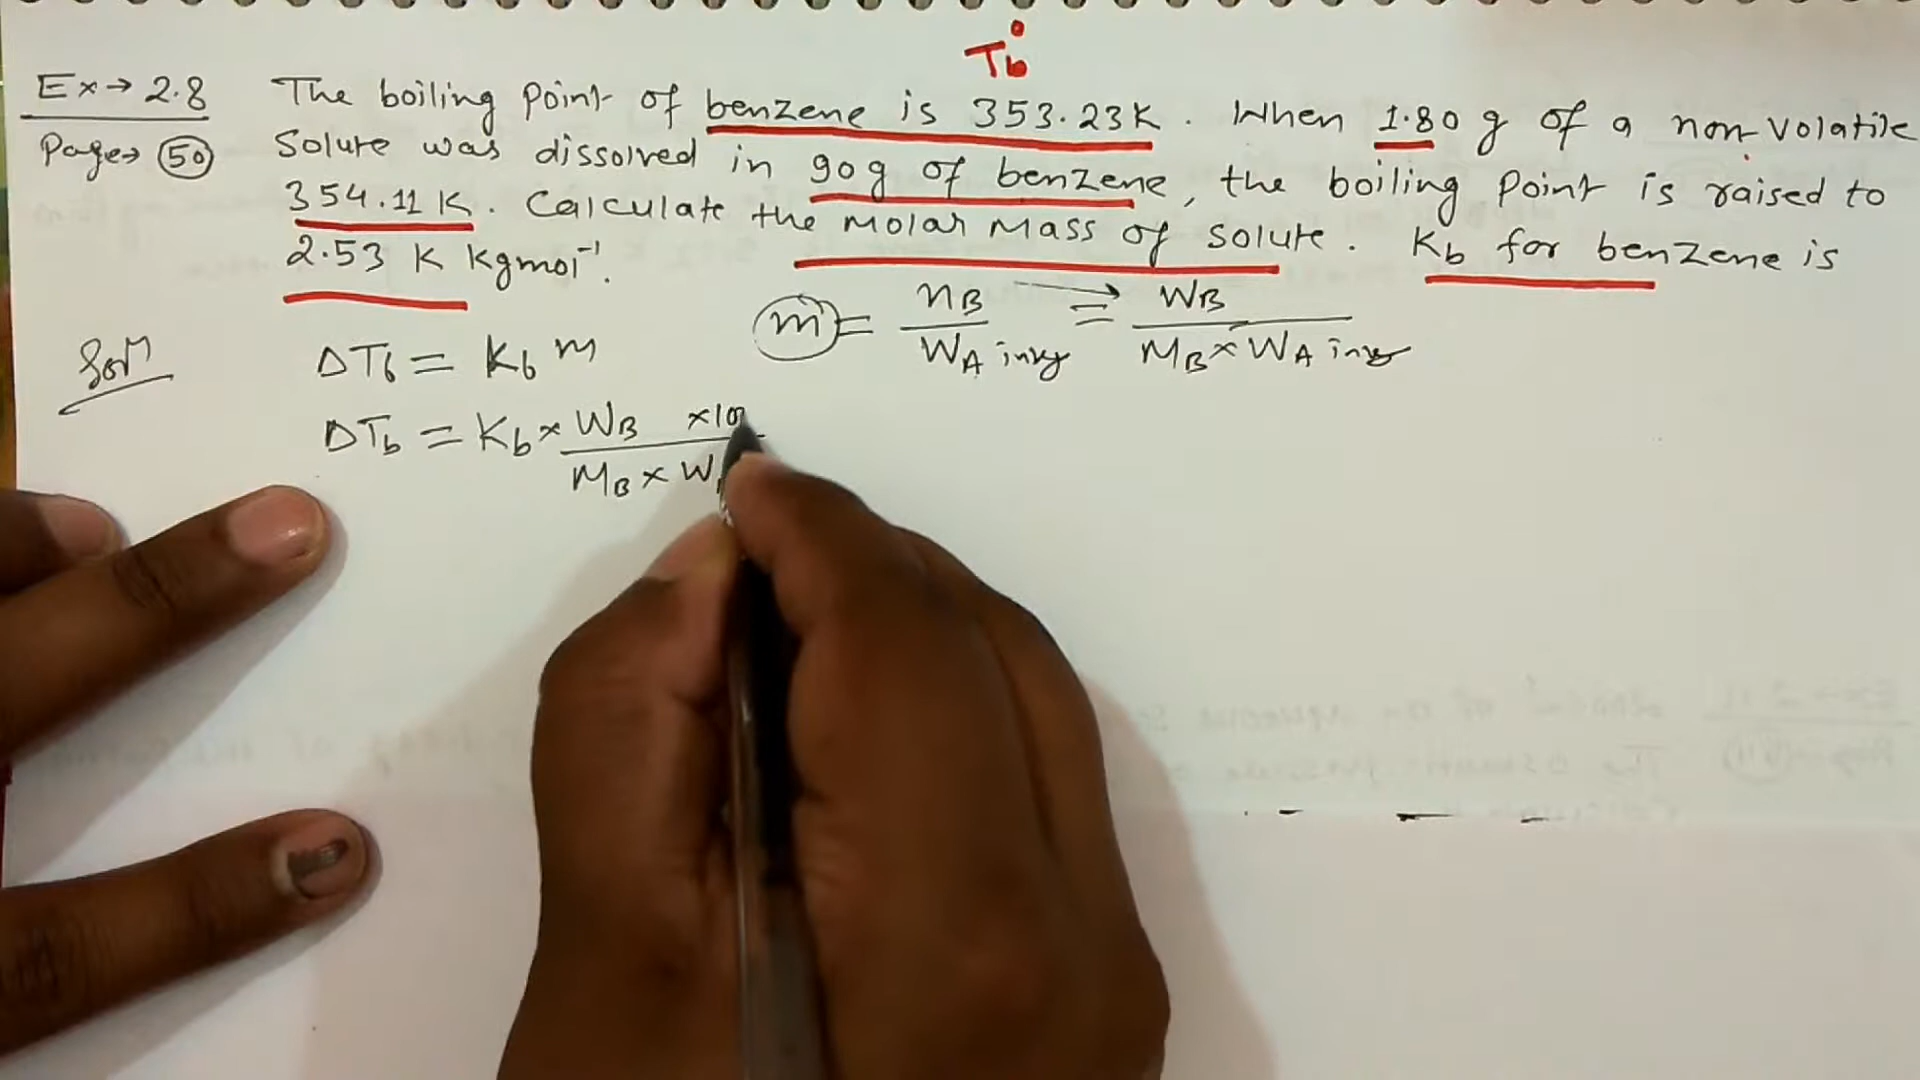 Tb°
Ex→ 2.8 The boiling point of benzene is 353.23K. When 1.80 g of a non-volatile
Page→ 50 Solute was dissolved in 90g of benzene, the boiling point is raised to
354.11 K. Calculate the molar mass of solute. Kb for benzene is
2.53 K kgmol⁻¹.
m = nB / WA in kg = WB / MB × WA in kg
Solⁿ ΔTb = Kb m
ΔTb = Kb × WB ×10 / MB × W